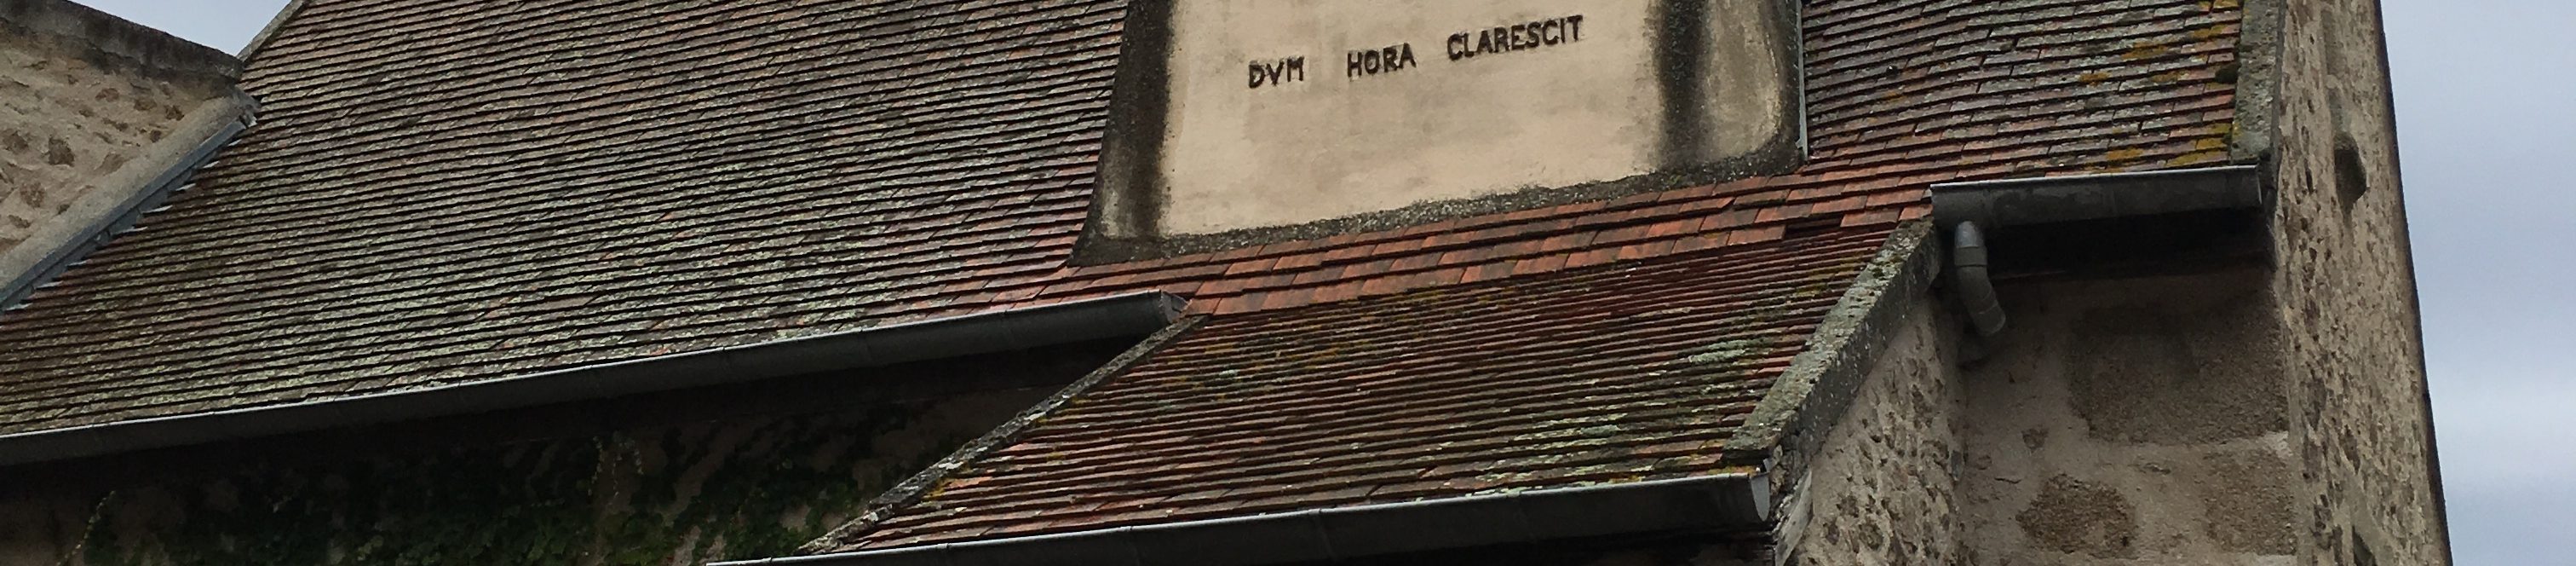 DVM HORA CLARESCIT